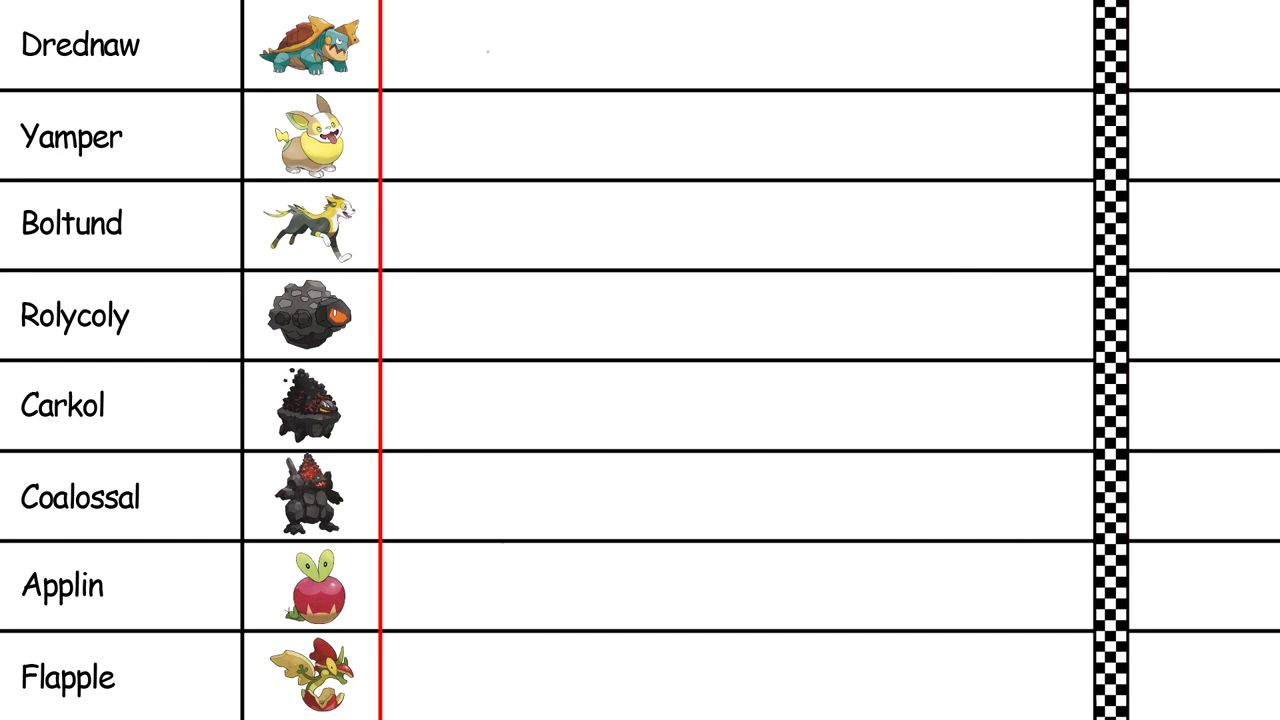 Drednaw
Yamper
Boltund
Rolycoly
Carkol
Coalossal
Applin
Flapple